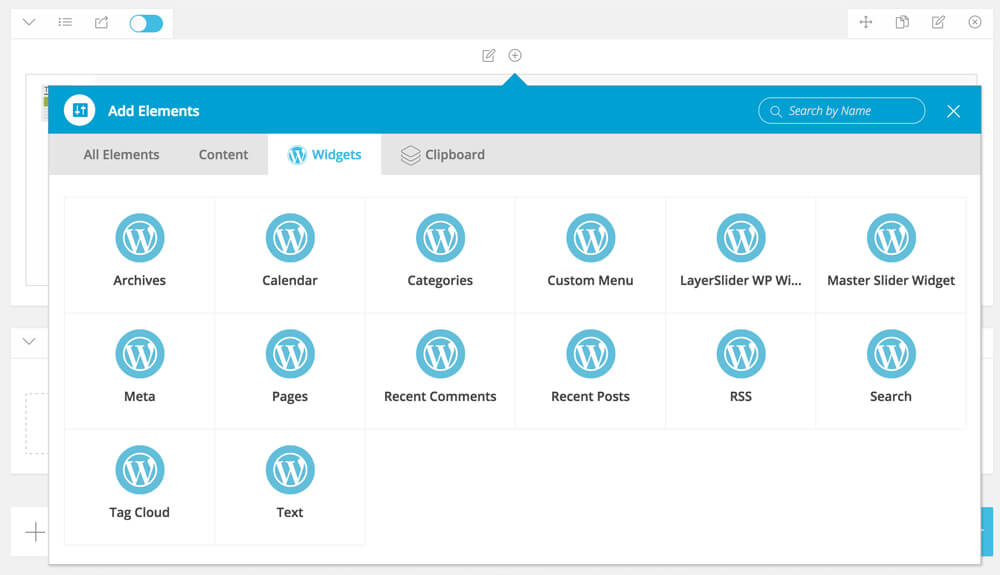 Add Elements
Search by Name
All Elements
Content
Widgets
Clipboard
Archives
Calendar
Categories
Custom Menu
LayerSlider WP Wi...
Master Slider Widget
Meta
Pages
Recent Comments
Recent Posts
RSS
Search
Tag Cloud
Text